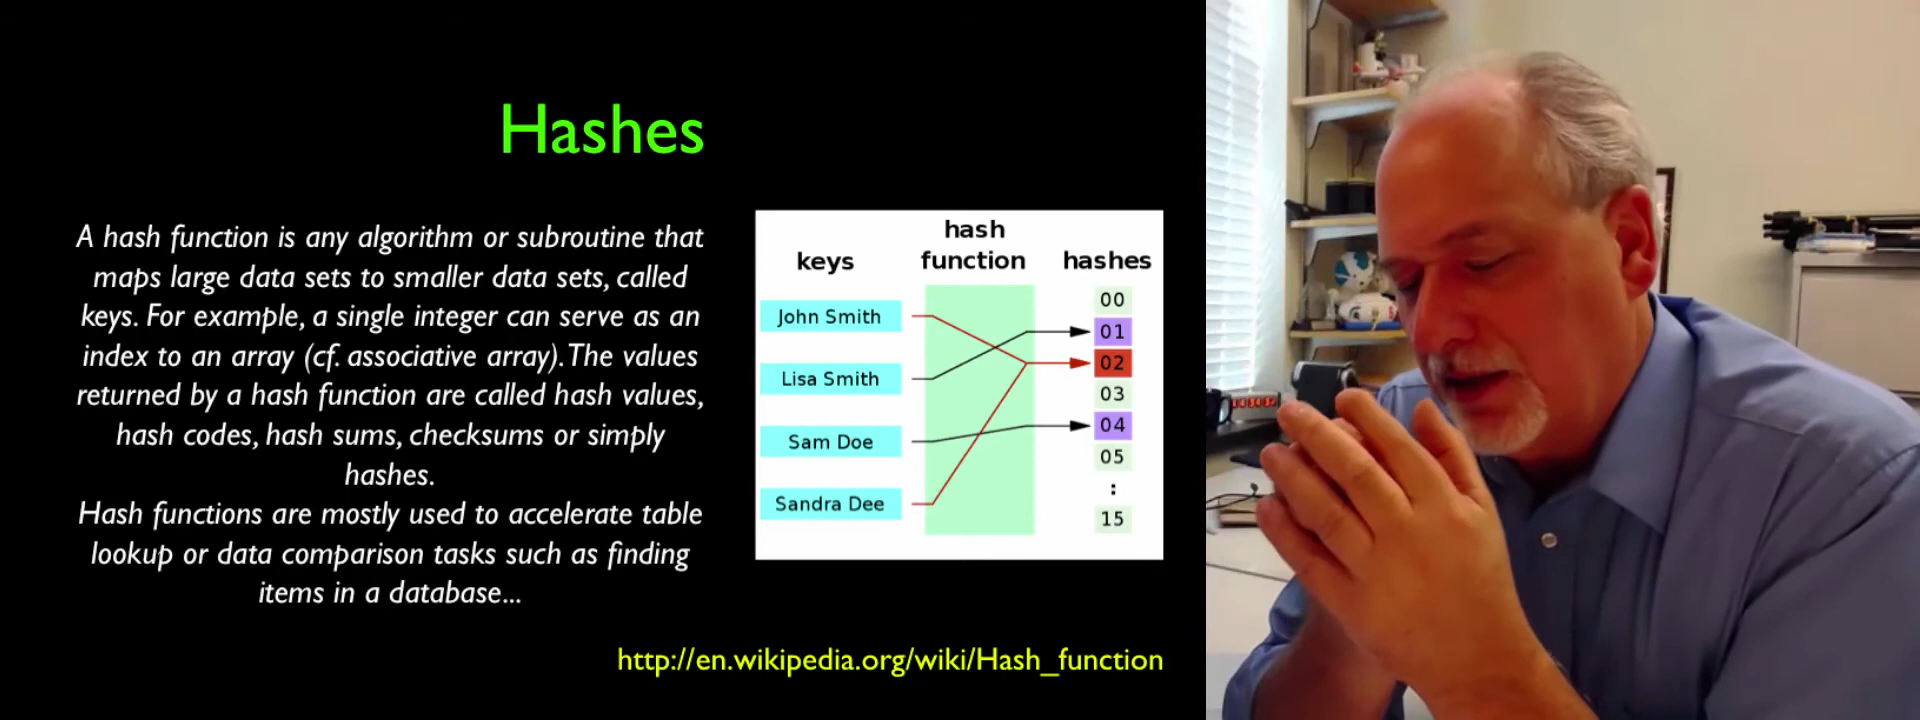 Hashes
A hash function is any algorithm or subroutine that
maps large data sets to smaller data sets, called
keys. For example, a single integer can serve as an
index to an array (cf. associative array). The values
returned by a hash function are called hash values,
hash codes, hash sums, checksums or simply
hashes.
Hash functions are mostly used to accelerate table
lookup or data comparison tasks such as finding
items in a database...
keys
hash
function
hashes
John Smith
Lisa Smith
Sam Doe
Sandra Dee
00
01
02
03
04
05
:
15
http://en.wikipedia.org/wiki/Hash_function